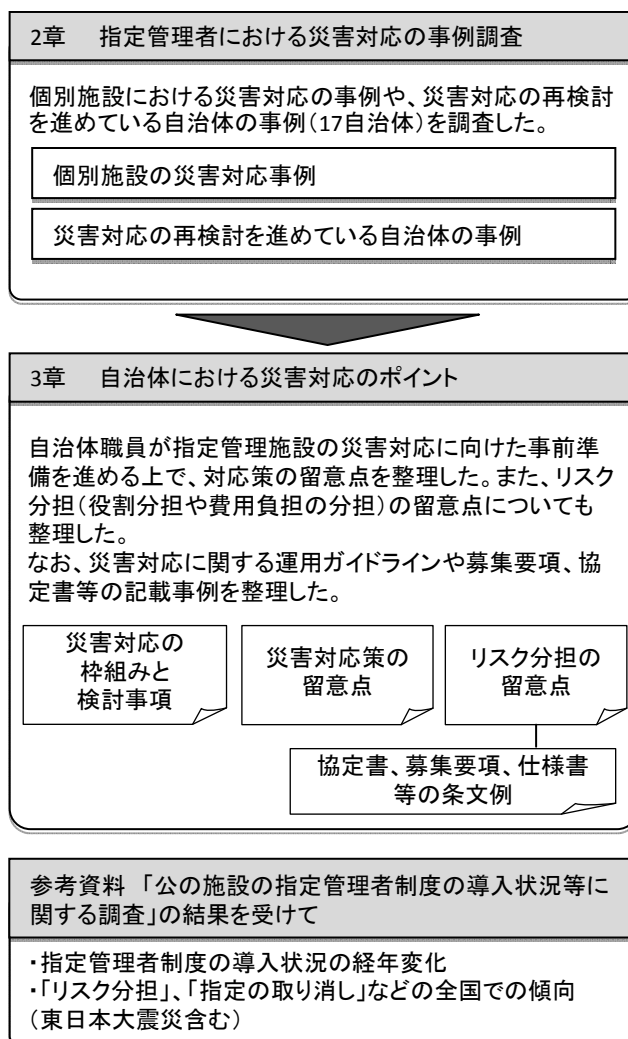 2章　指定管理者における災害対応の事例調査
個別施設における災害対応の事例や、災害対応の再検討
を進めている自治体の事例（17自治体）を調査した。
個別施設の災害対応事例
災害対応の再検討を進めている自治体の事例
3章　自治体における災害対応のポイント
自治体職員が指定管理施設の災害対応に向けた事前準
備を進める上で、対応策の留意点を整理した。また、リスク
分担（役割分担や費用負担の分担）の留意点についても
整理した。
なお、災害対応に関する運用ガイドラインや募集要項、協
定書等の記載事例を整理した。
災害対応の
枠組みと
検討事項
災害対応策の
留意点
リスク分担の
留意点
協定書、募集要項、仕様書
等の条文例
参考資料　「公の施設の指定管理者制度の導入状況等に
関する調査」の結果を受けて
・指定管理者制度の導入状況の経年変化
・「リスク分担」、「指定の取り消し」などの全国での傾向
（東日本大震災含む）